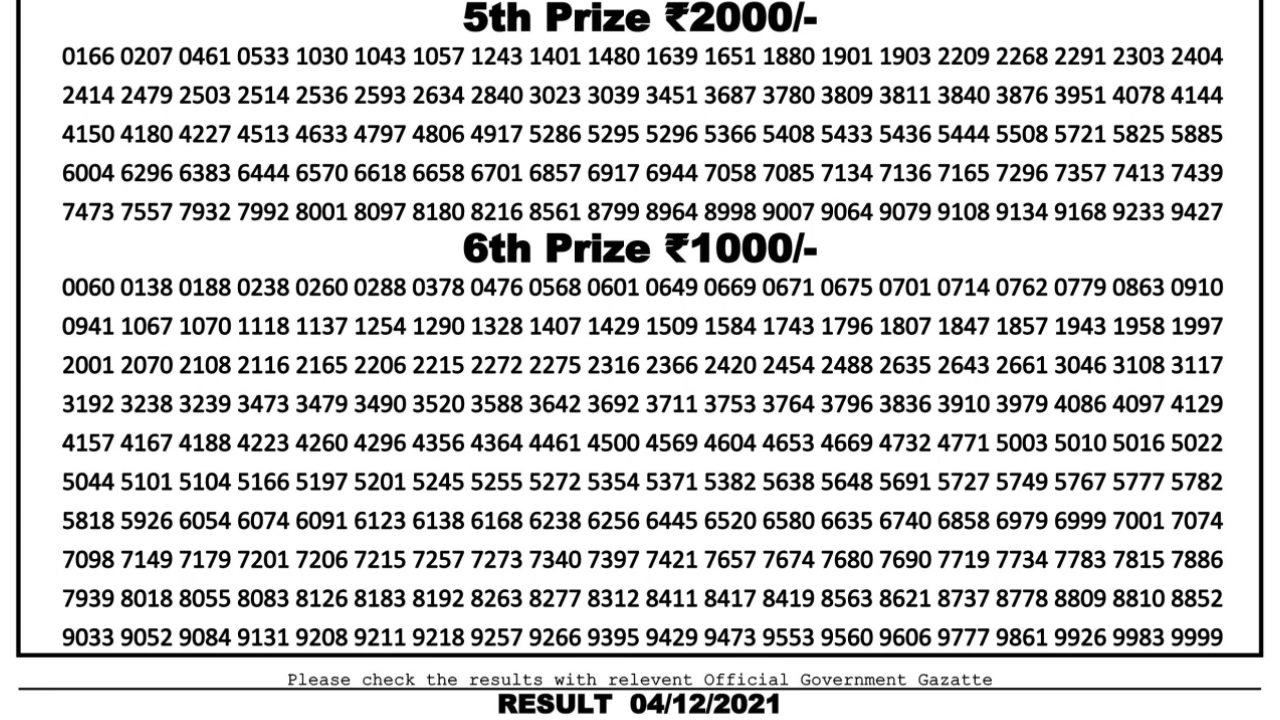 5th Prize ₹2000/-
0166 0207 0461 0533 1030 1043 1057 1243 1401 1480 1639 1651 1880 1901 1903 2209 2268 2291 2303 2404
2414 2479 2503 2514 2536 2593 2634 2840 3023 3039 3451 3687 3780 3809 3811 3840 3876 3951 4078 4144
4150 4180 4227 4513 4633 4797 4806 4917 5286 5295 5296 5366 5408 5433 5436 5444 5508 5721 5825 5885
6004 6296 6383 6444 6570 6618 6658 6701 6857 6917 6944 7058 7085 7134 7136 7165 7296 7357 7413 7439
7473 7557 7932 7992 8001 8097 8180 8216 8561 8799 8964 8998 9007 9064 9079 9108 9134 9168 9233 9427
6th Prize ₹1000/-
0060 0138 0188 0238 0260 0288 0378 0476 0568 0601 0649 0669 0671 0675 0701 0714 0762 0779 0863 0910
0941 1067 1070 1118 1137 1254 1290 1328 1407 1429 1509 1584 1743 1796 1807 1847 1857 1943 1958 1997
2001 2070 2108 2116 2165 2206 2215 2272 2275 2316 2366 2420 2454 2488 2635 2643 2661 3046 3108 3117
3192 3238 3239 3473 3479 3490 3520 3588 3642 3692 3711 3753 3764 3796 3836 3910 3979 4086 4097 4129
4157 4167 4188 4223 4260 4296 4356 4364 4461 4500 4569 4604 4653 4669 4732 4771 5003 5010 5016 5022
5044 5101 5104 5166 5197 5201 5245 5255 5272 5354 5371 5382 5638 5648 5691 5727 5749 5767 5777 5782
5818 5926 6054 6074 6091 6123 6138 6168 6238 6256 6445 6520 6580 6635 6740 6858 6979 6999 7001 7074
7098 7149 7179 7201 7206 7215 7257 7273 7340 7397 7421 7657 7674 7680 7690 7719 7734 7783 7815 7886
7939 8018 8055 8083 8126 8183 8192 8263 8277 8312 8411 8417 8419 8563 8621 8737 8778 8809 8810 8852
9033 9052 9084 9131 9208 9211 9218 9257 9266 9395 9429 9473 9553 9560 9606 9777 9861 9926 9983 9999
Please check the results with relevent Official Government Gazatte
RESULT 04/12/2021